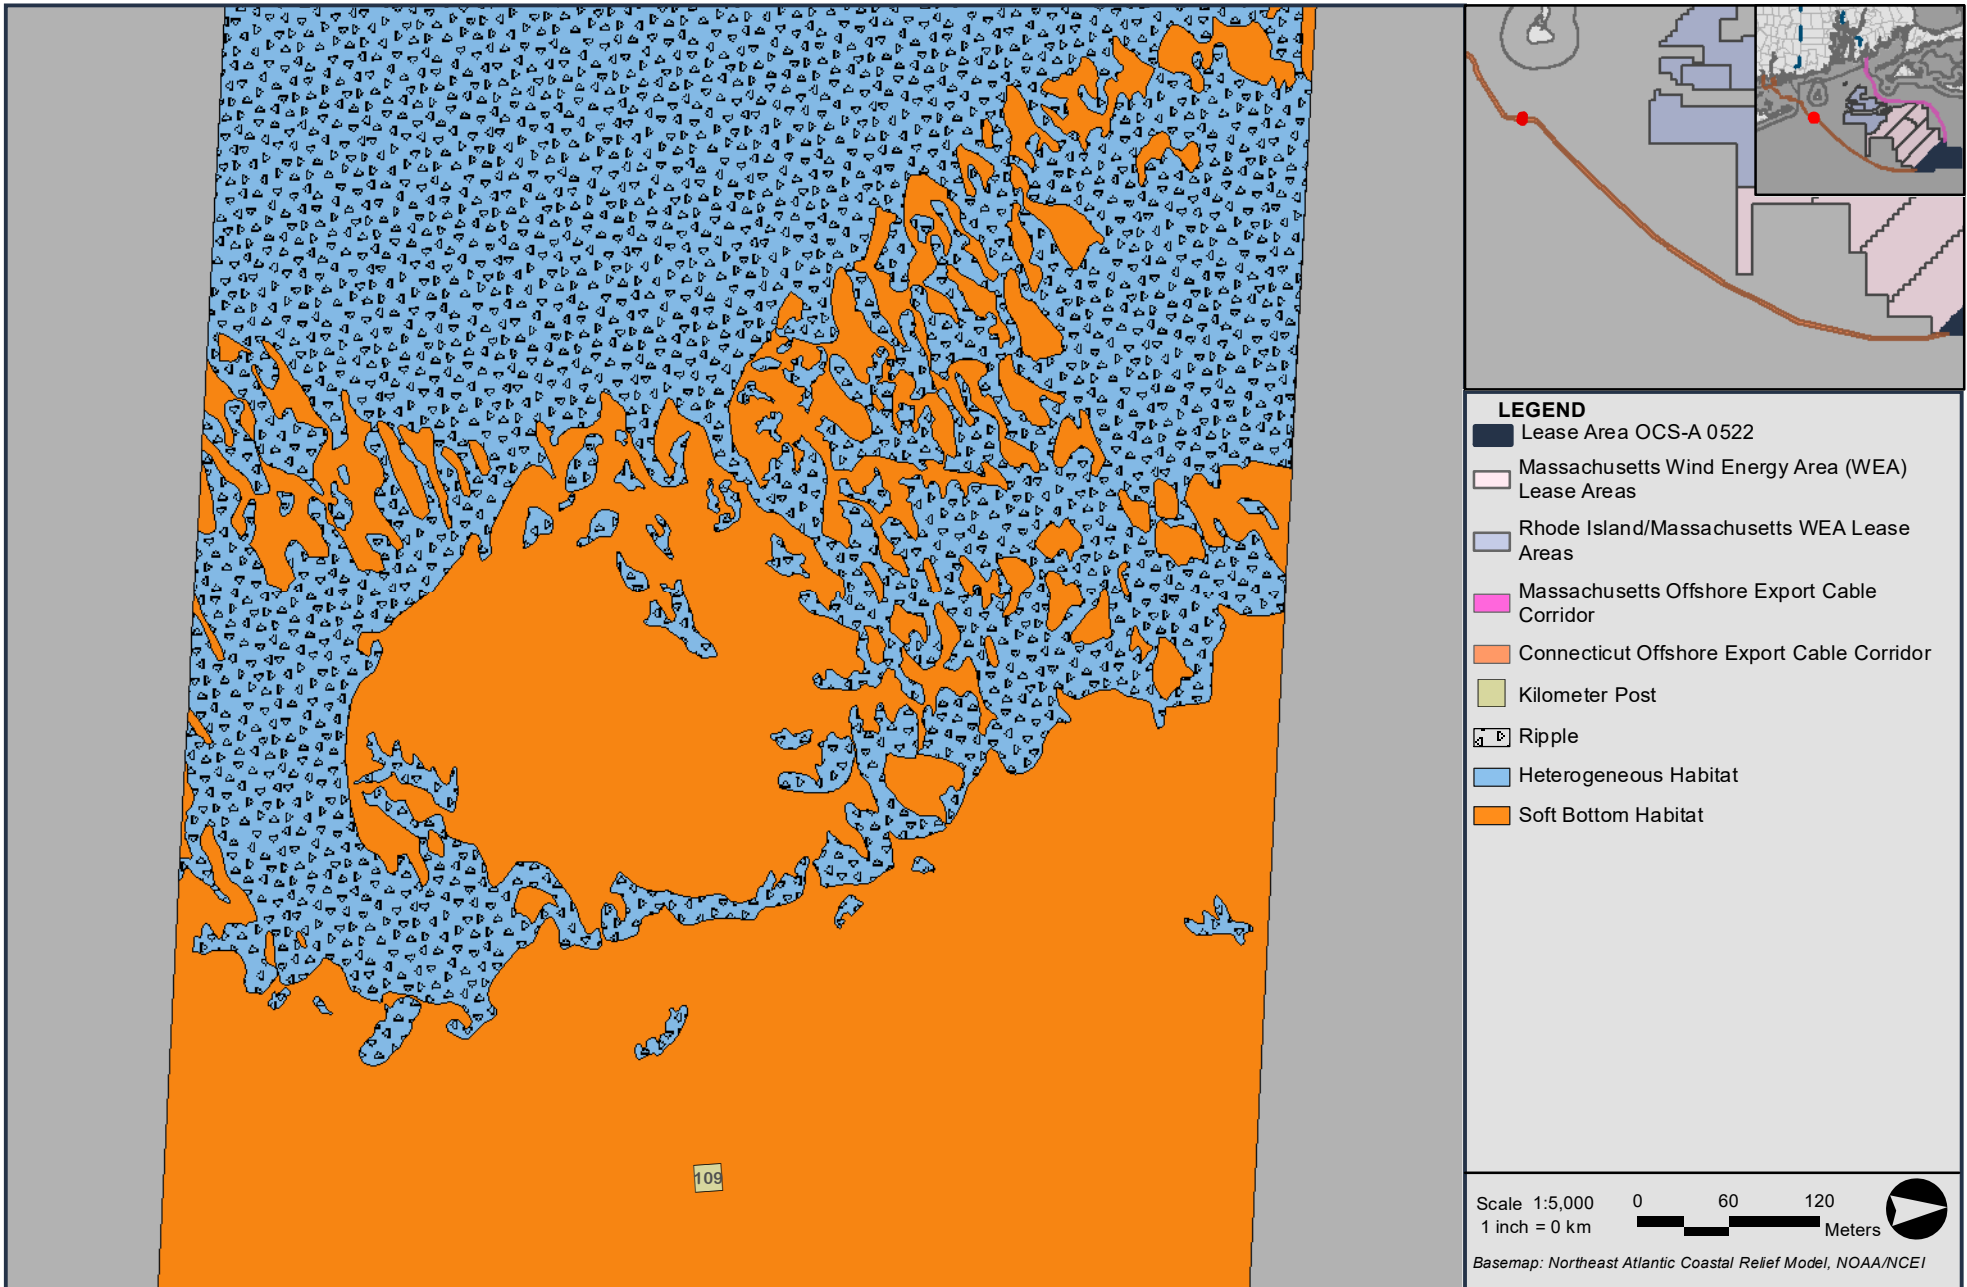 109
LEGEND
Lease Area OCS-A 0522
Massachusetts Wind Energy Area (WEA)
Lease Areas
Rhode Island/Massachusetts WEA Lease
Areas
Massachusetts Offshore Export Cable
Corridor
Connecticut Offshore Export Cable Corridor
Kilometer Post
Ripple
Heterogeneous Habitat
Soft Bottom Habitat
Scale 1:5,000
1 inch = 0 km
0 60 120
Meters
Basemap: Northeast Atlantic Coastal Relief Model, NOAA/NCEI